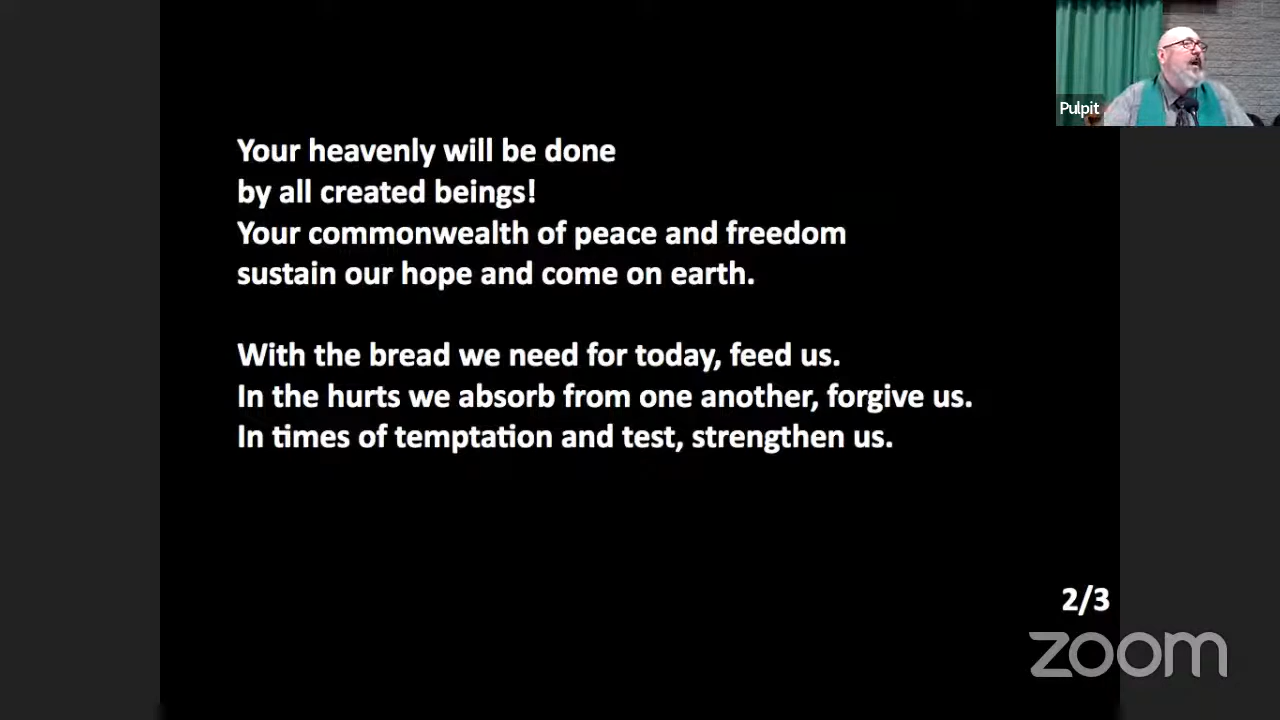 Pulpit
Your heavenly will be done
by all created beings!
Your commonwealth of peace and freedom
sustain our hope and come on earth.
With the bread we need for today, feed us.
In the hurts we absorb from one another, forgive us.
In times of temptation and test, strengthen us.
2/3
zoom